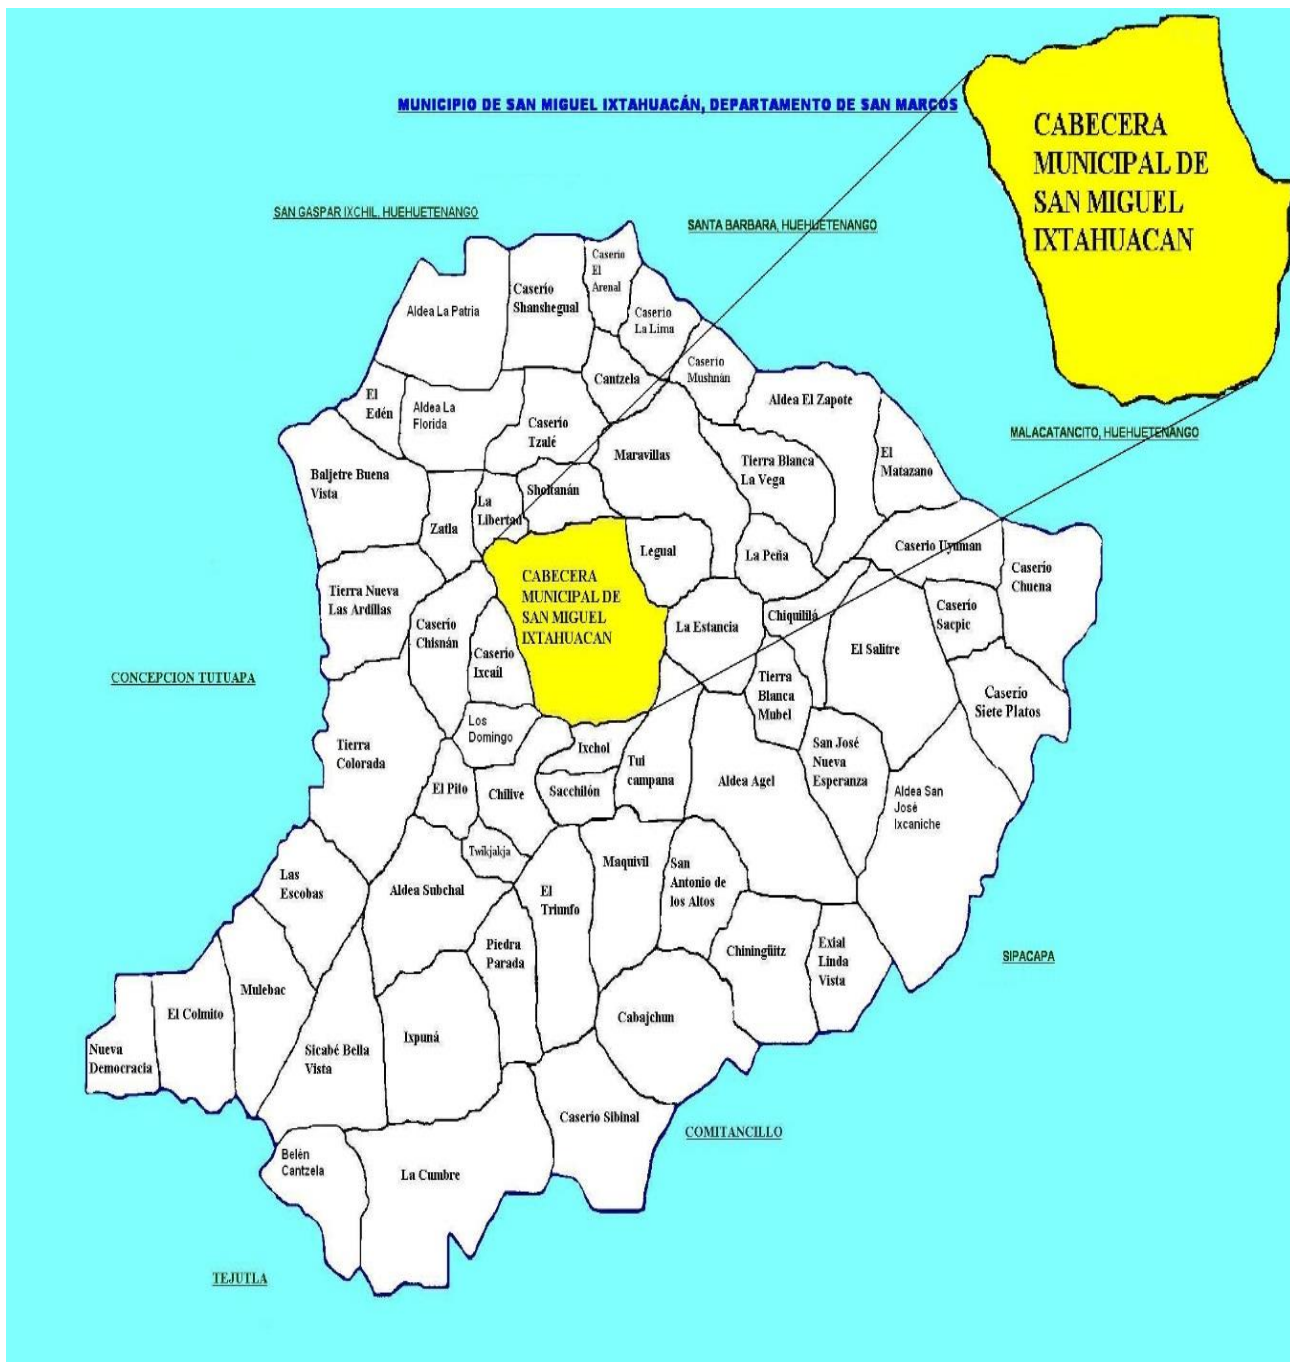 MUNICIPIO DE SAN MIGUEL IXTAHUACÁN, DEPARTAMENTO DE SAN MARCOS
CABECERA
MUNICIPAL DE
SAN MIGUEL
IXTAHUACAN
SAN GASPAR IXCHIL, HUEHUETENANGO
SANTA BARBARA, HUEHUETENANGO
MALACATANCITO, HUEHUETENANGO
Caserío
El
Arenal
Aldea La Patria
Caserío
Shanshegual
Caserío
La Lima
Caserío
Mushnán
Cantzela
El
Edén
Aldea La
Florida
Caserío
Tzalé
Aldea El Zapote
Maravillas
Tierra Blanca
La Vega
El
Matazano
Baljetre Buena
Vista
Zatla
La
Libertad
Sholtanán
Legual
La Peña
Caserio Uyuman
Caserío
Chuena
Tierra Nueva
Las Ardillas
CABECERA
MUNICIPAL DE
SAN MIGUEL
IXTAHUACAN
Caserío
Chisnán
Caserío
Ixcail
La Estancia
Chiquililá
Caserío
Sacpic
El Salitre
CONCEPCION TUTUAPA
Tierra
Blanca
Mubel
Caserío
Siete Platos
Los
Domingo
Tierra
Colorada
Ixchol
Tui
campana
San José
Nueva
Esperanza
Aldea Agel
El Pito
Chilive
Sacchilón
Aldea San
José
Ixcaniche
Twikjakja
Las
Escobas
Aldea Subchal
El
Triunfo
Maquivil
San
Antonio de
los Altos
Piedra
Parada
Chiningüitz
Exial
Linda
Vista
SIPACAPA
Mulebac
El Colmito
Nueva
Democracia
Sicabé Bella
Vista
Ixpuná
Cabajchun
Caserío Sibinal
COMITANCILLO
Belén
Cantzela
La Cumbre
TEJUTLA